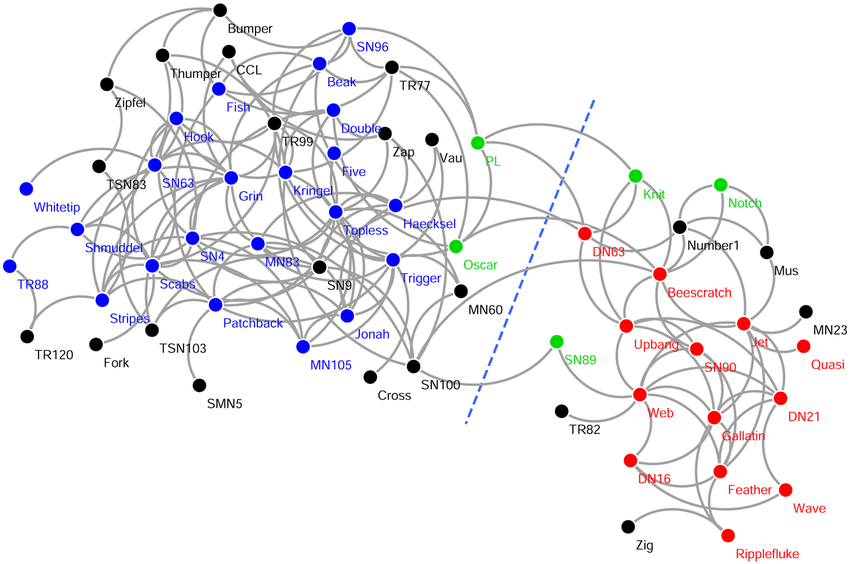 Bumper
SN96
Thumper
CCL
Beak
TR77
Zipfel
Fish
Double
Hook
TR99
Zap
Vau
PL
TSN83
SN63
Grin
Kringel
Five
Knit
Notch
Whitetip
Haecksel
Topless
Shmuddel
SN4
MN83
Oscar
DN63
Number1
TR88
Scabs
SN9
Trigger
Mus
Beescratch
Stripes
Patchback
Jonah
MN60
MN23
TR120
Fork
TSN103
MN105
SN89
Upbang
SN90
Jet
Quasi
SMN5
Cross
SN100
Web
DN21
TR82
Gallatin
DN16
Feather
Wave
Zig
Ripplefluke